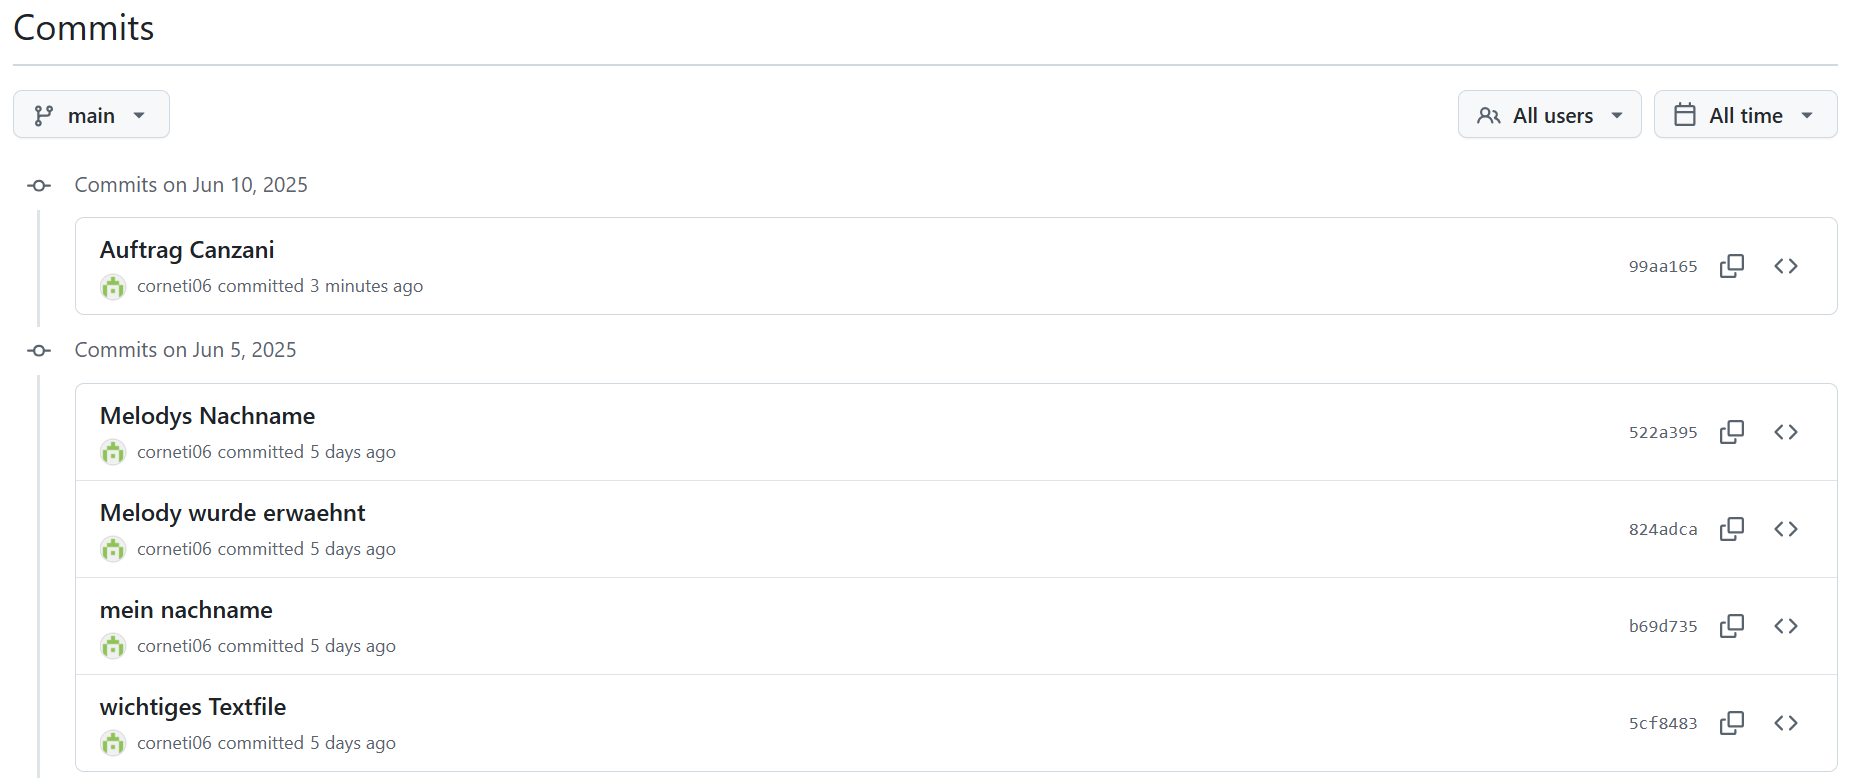 Commits
main
All users
All time
Commits on Jun 10, 2025
Auftrag Canzani
corneti06 committed 3 minutes ago
99aa165
Commits on Jun 5, 2025
Melodys Nachname
corneti06 committed 5 days ago
522a395
Melody wurde erwaehnt
corneti06 committed 5 days ago
824adca
mein nachname
corneti06 committed 5 days ago
b69d735
wichtiges Textfile
corneti06 committed 5 days ago
5cf8483